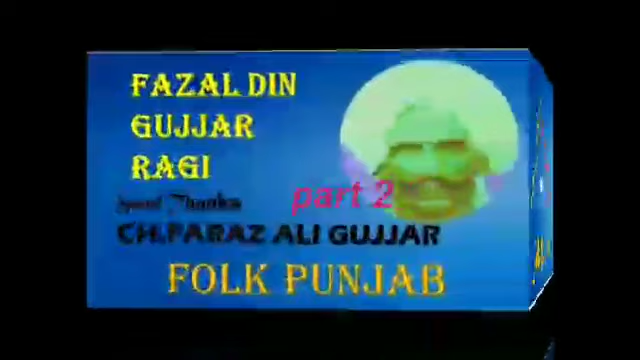 FAZAL DIN
GUJJAR
RAGI
Special Thanks
part 2
CH.FARAZ ALI GUJJAR
FOLK PUNJAB